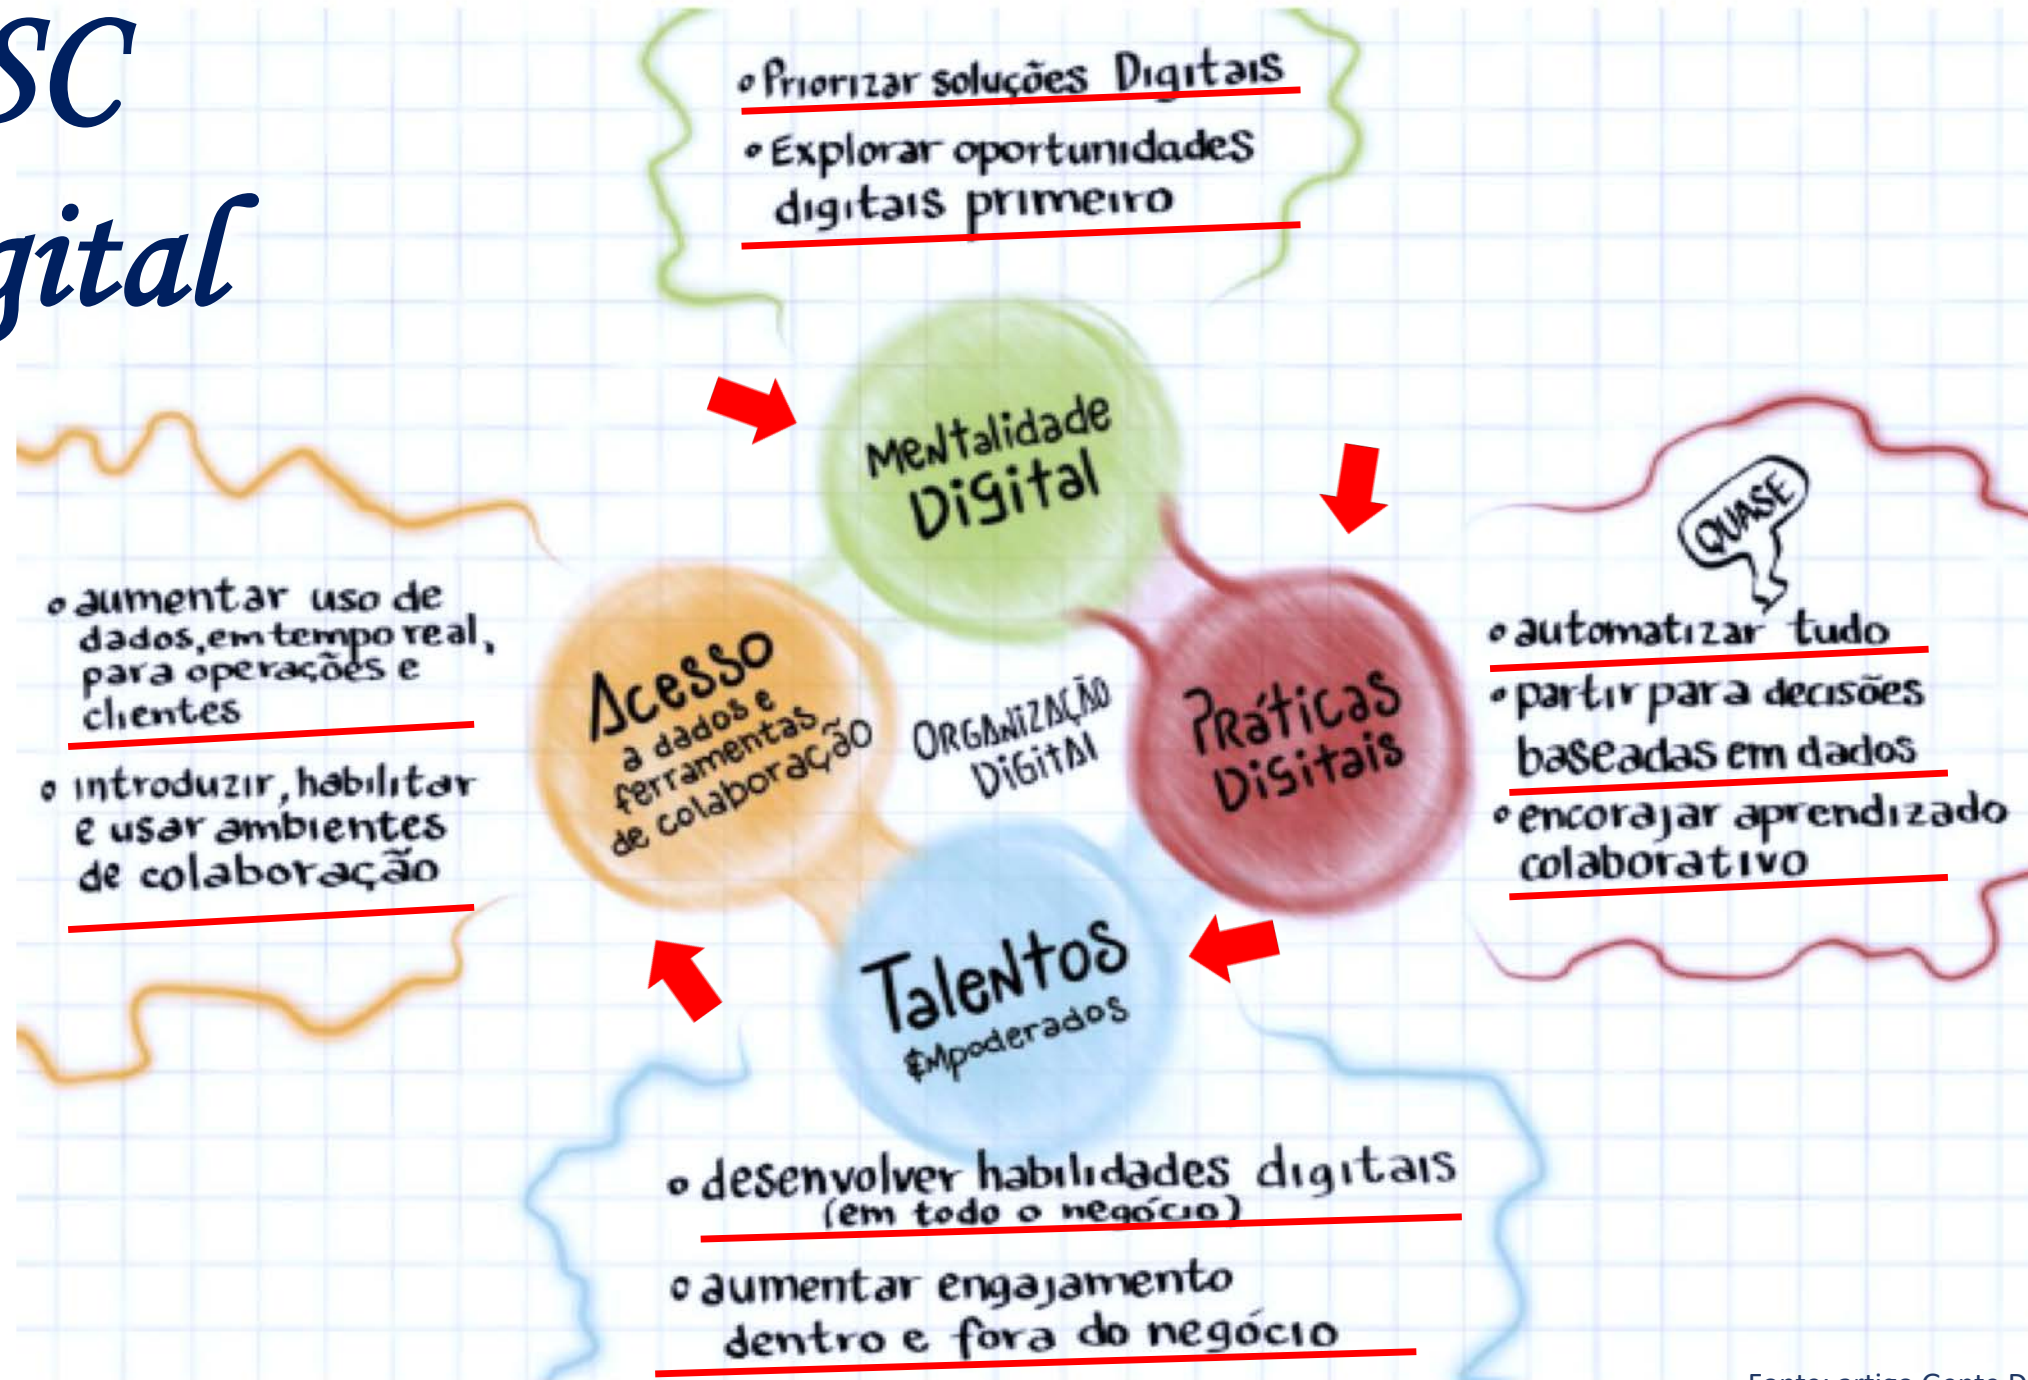 SC
gital
• Priorizar soluções Digitais
• Explorar oportunidades
digitais primeiro
Mentalidade
Digital
• aumentar uso de
dados, em tempo real,
para operações e
clientes
• introduzir, habilitar
e usar ambientes
de colaboração
Acesso
a dados e
ferramentas
de colaboração
Organização
Digital
Práticas
Digitais
QUASE
• automatizar tudo
• partir para decisões
baseadas em dados
• encorajar aprendizado
colaborativo
Talentos
Empoderados
• desenvolver habilidades digitais
(em todo o negócio)
• aumentar engajamento
dentro e fora do negócio
Fonte: artigo Gente D